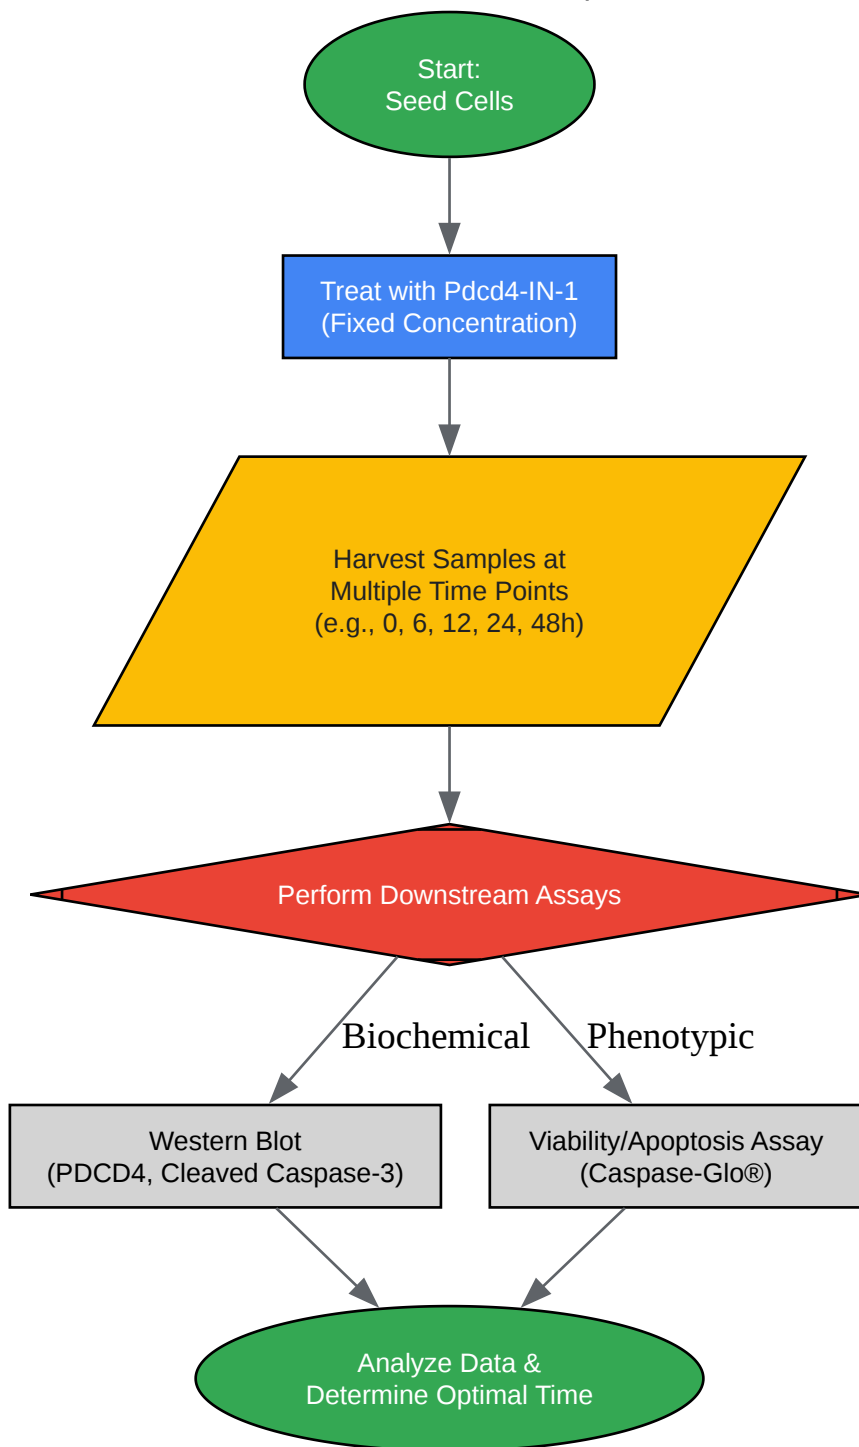 Start:
Seed Cells
Treat with Pdcd4-IN-1
(Fixed Concentration)
Harvest Samples at
Multiple Time Points
(e.g., 0, 6, 12, 24, 48h)
Perform Downstream Assays
Biochemical
Phenotypic
Western Blot
(PDCD4, Cleaved Caspase-3)
Viability/Apoptosis Assay
(Caspase-Glo®)
Analyze Data &
Determine Optimal Time